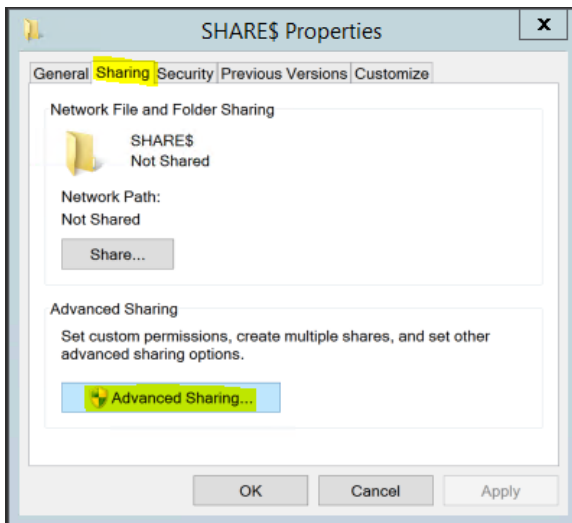 SHARE$ Properties
x
General Sharing Security Previous Versions Customize
Network File and Folder Sharing
SHARE$
Not Shared
Network Path:
Not Shared
Share...
Advanced Sharing
Set custom permissions, create multiple shares, and set other
advanced sharing options.
Advanced Sharing...
OK Cancel Apply